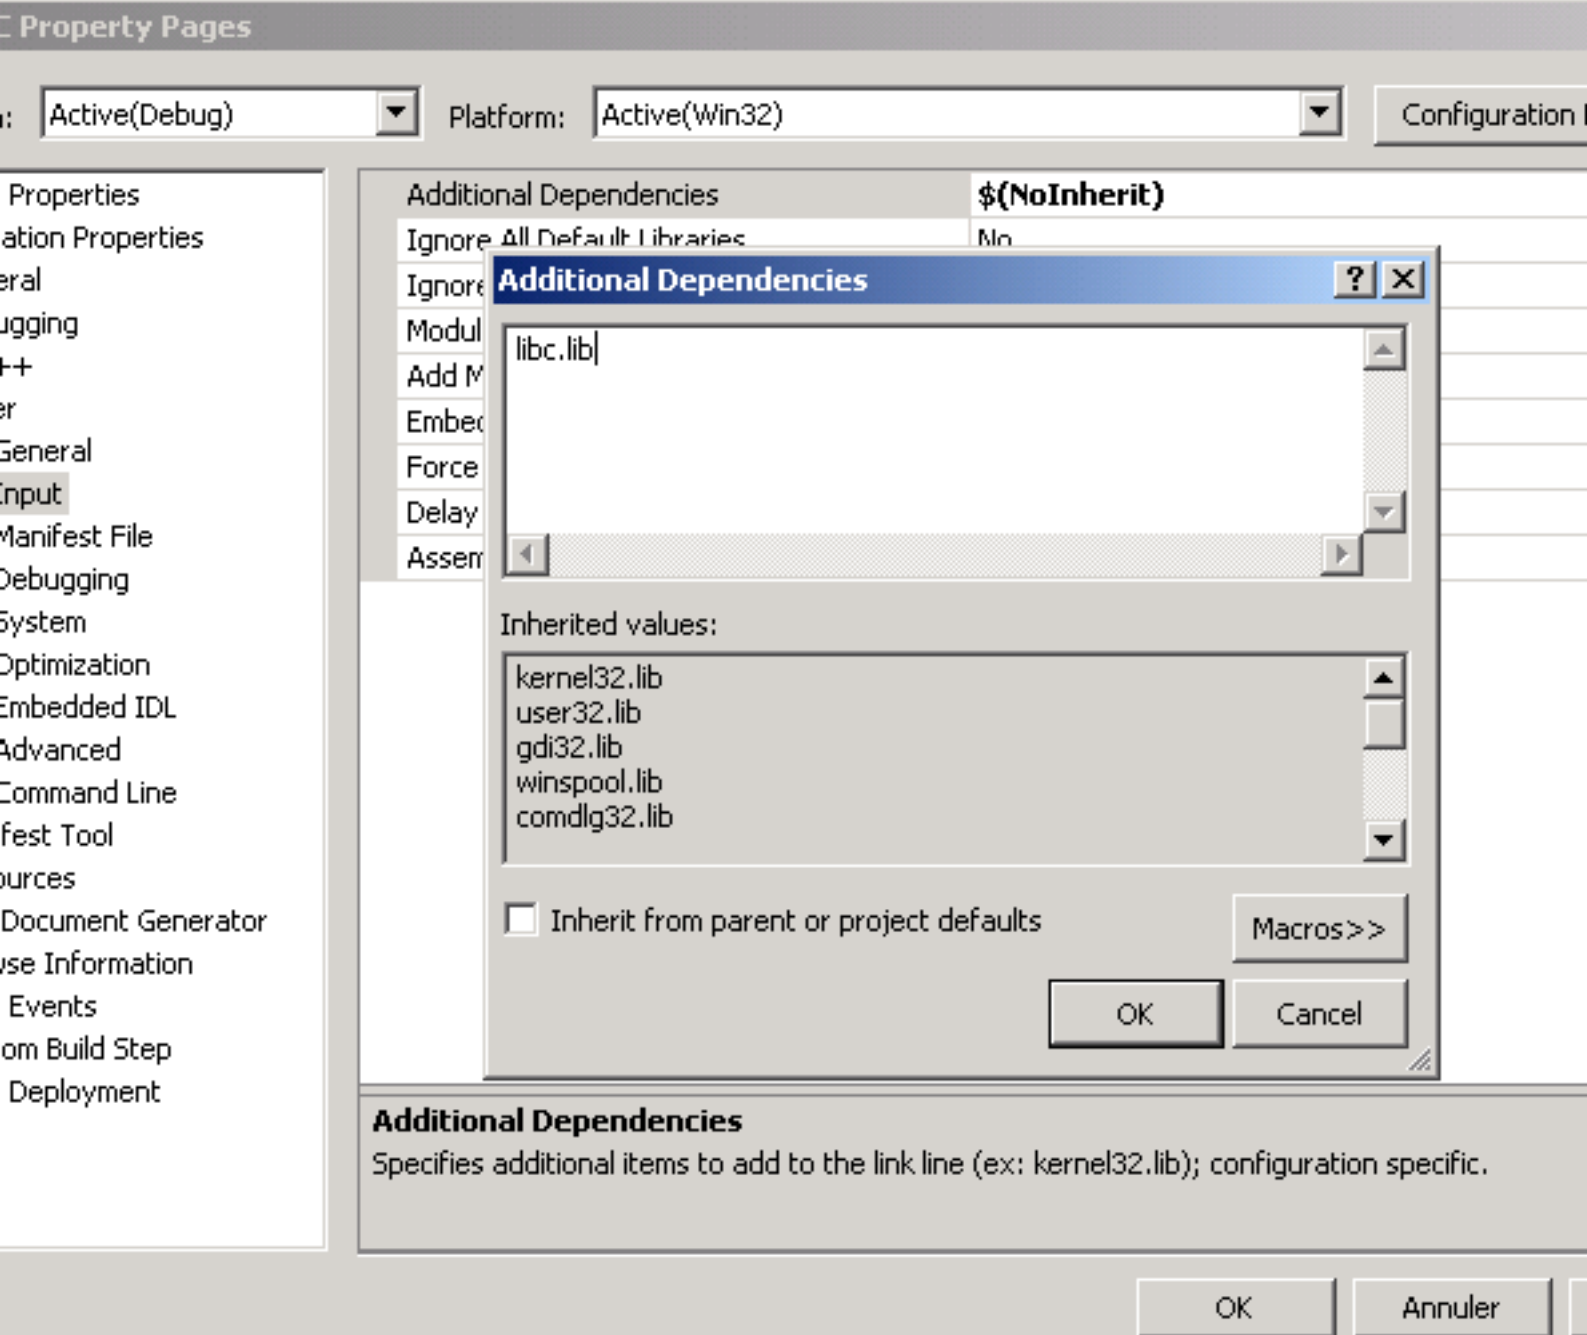 C Property Pages
n: Active(Debug) Platform: Active(Win32) Configuration
Properties
ation Properties
eral
ugging
++
er
General
Input
Manifest File
Debugging
System
Optimization
Embedded IDL
Advanced
Command Line
fest Tool
ources
Document Generator
wse Information
Events
om Build Step
Deployment
Additional Dependencies $(NoInherit)
Ignore All Default Libraries No
Ignore
Modul
Add M
Embed
Force
Delay
Assem
Additional Dependencies
libc.lib
Inherited values:
kernel32.lib
user32.lib
gdi32.lib
winspool.lib
comdlg32.lib
Inherit from parent or project defaults
Macros>>
OK Cancel
Additional Dependencies
Specifies additional items to add to the link line (ex: kernel32.lib); configuration specific.
OK Annuler